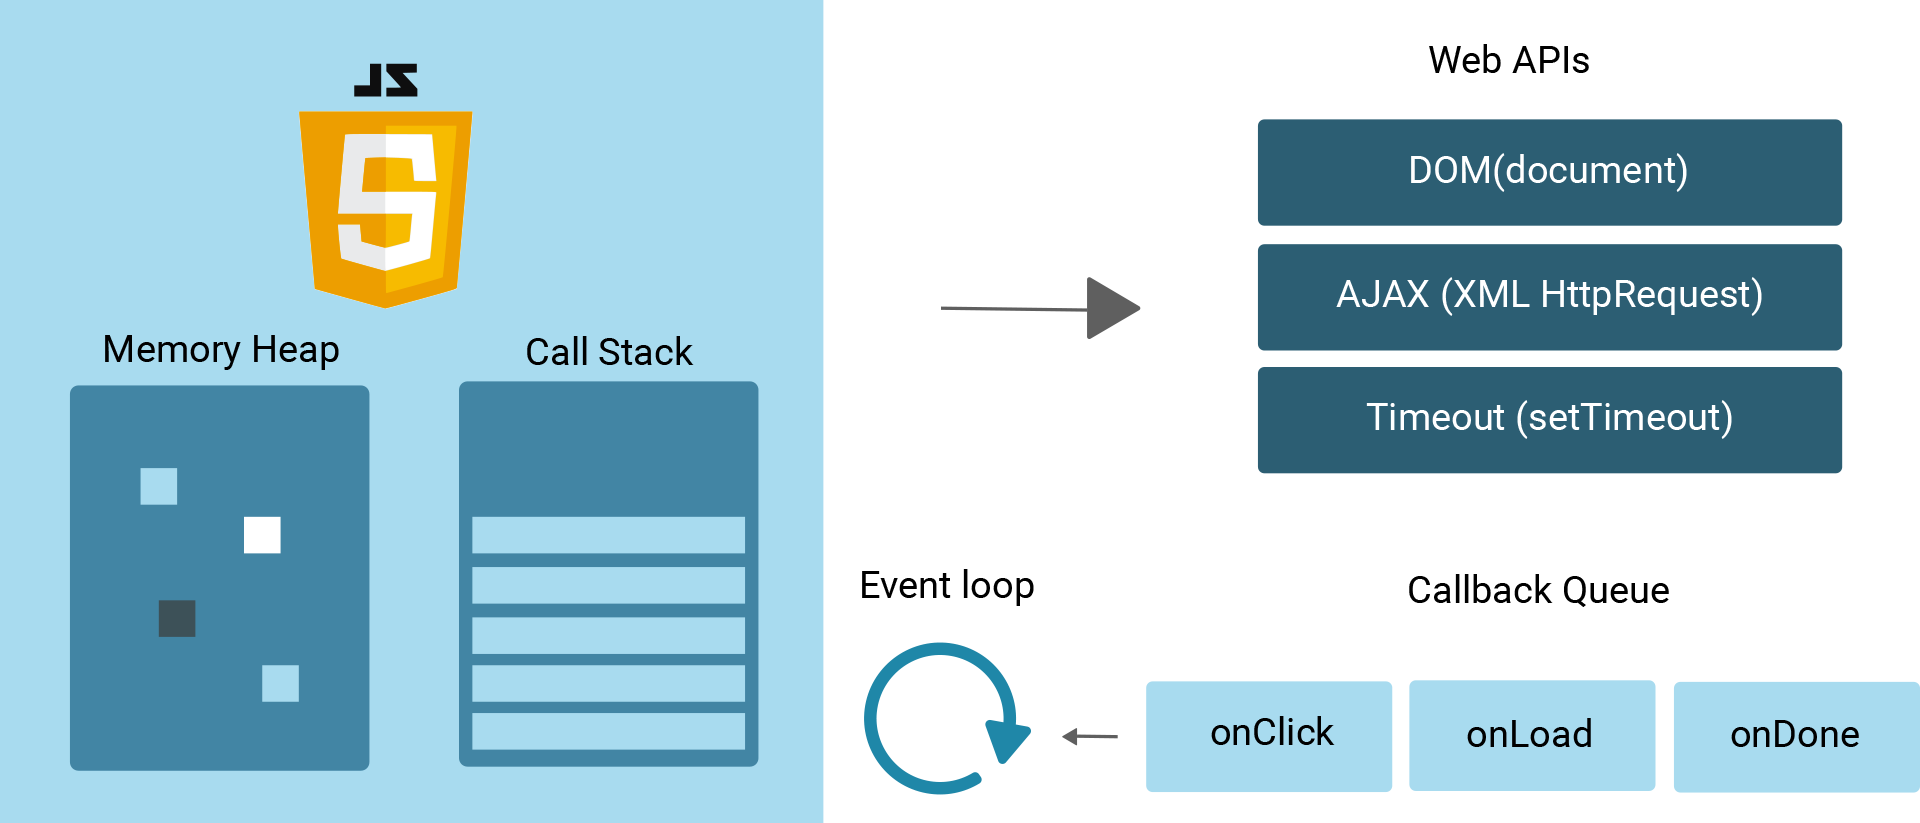 JS
Memory Heap
Call Stack
Web APIs
DOM(document)
AJAX (XML HttpRequest)
Timeout (setTimeout)
Event loop
Callback Queue
onClick
onLoad
onDone